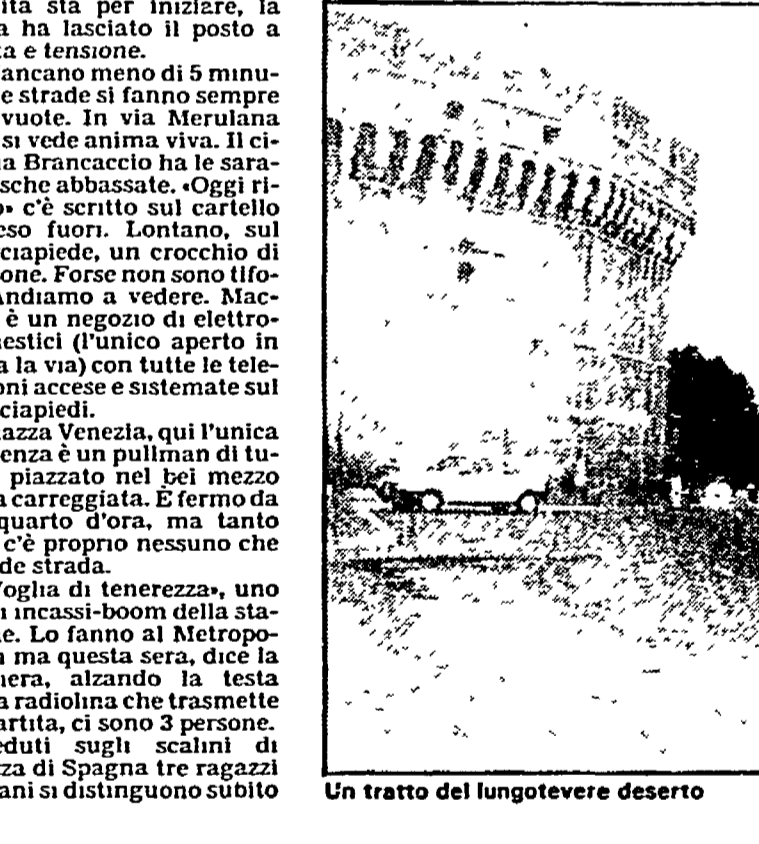 ita sta per iniziare, la
a ha lasciato il posto a
za e tensione.
ancano meno di 5 minu-
e strade si fanno sempre
vuote. In via Merulana
si vede anima viva. Il ci-
na Brancaccio ha le sara-
sche abbassate. «Oggi ri-
o» c'è scritto sul cartello
eso fuori. Lontano, sul
ciapiede, un crocchio di
one. Forse non sono tifo-
Andiamo a vedere. Mac-
è un negozio di elettro-
estici (l'unico aperto in
a la via) con tutte le tele-
oni accese e sistemate sul
ciapiedi.
iazza Venezia, qui l'unica
enza è un pullman di tu-
piazzato nel bel mezzo
a carreggiata. È fermo da
quarto d'ora, ma tanto
c'è proprio nessuno che
de strada.
Voglia di tenerezza», uno
i incassi-boom della sta-
e. Lo fanno al Metropo-
n ma questa sera, dice la
iera, alzando la testa
a radiolina che trasmette
artita, ci sono 3 persone.
eduti sugli scalini di
zza di Spagna tre ragazzi
ani si distinguono subito
Un tratto del lungotevere deserto